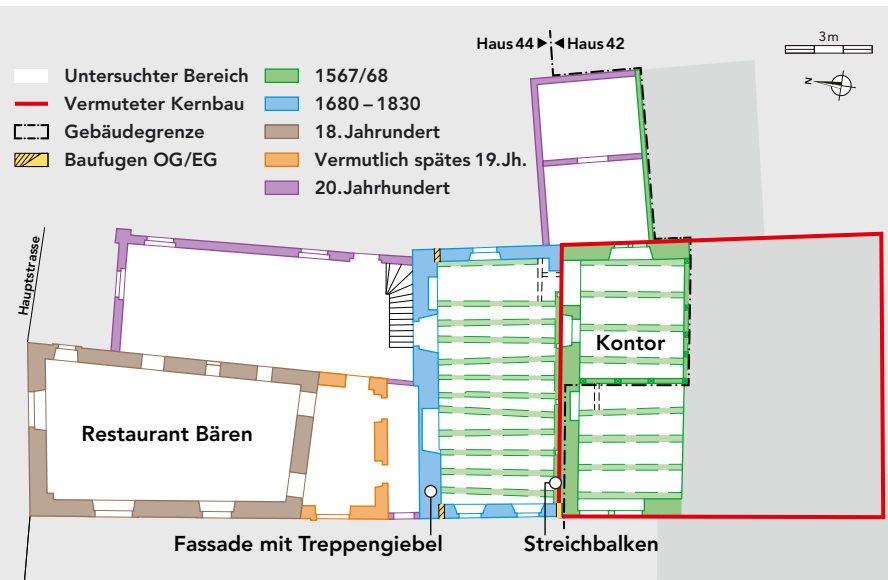 Haus 44
Haus 42
3m
N
Untersuchter Bereich
Vermuteter Kernbau
Gebäudegrenze
Baufugen OG/EG
1567/68
1680 – 1830
18. Jahrundert
Vermutlich spätes 19. Jh.
20. Jahrhundert
Hauptstrasse
Kontor
Restaurant Bären
Fassade mit Treppengiebel
Streichbalken